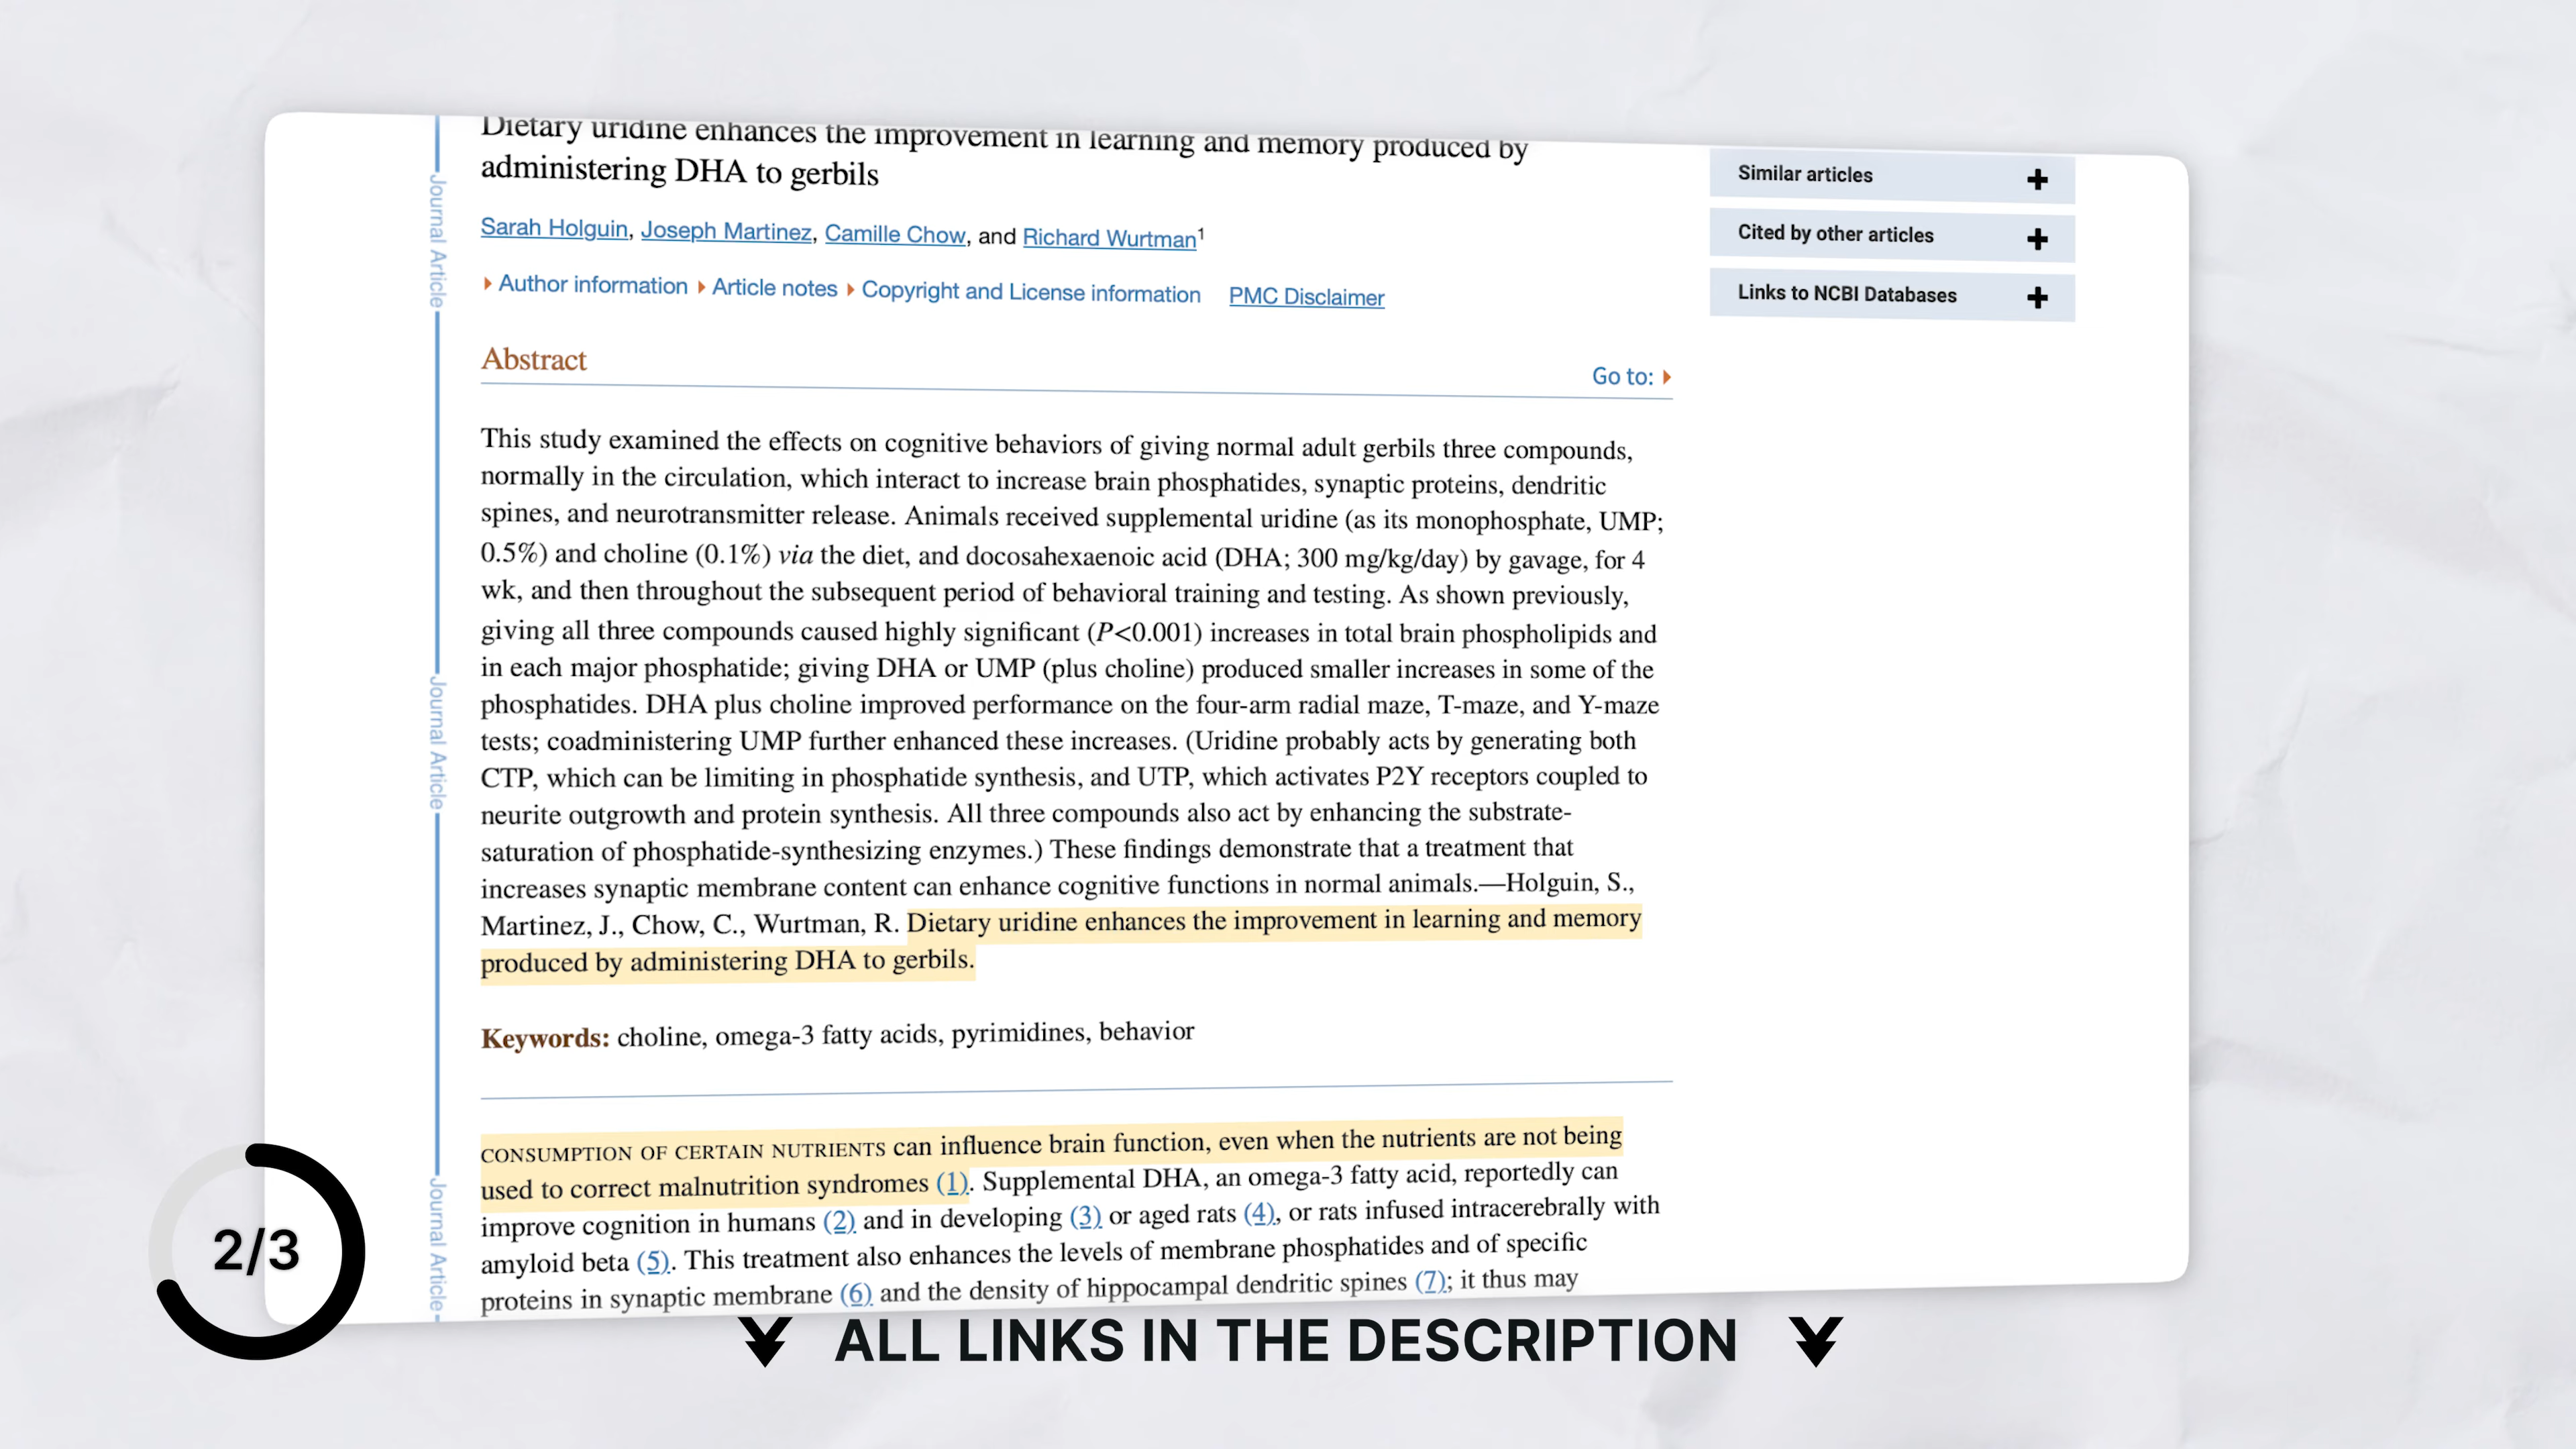 Dietary uridine enhances the improvement in learning and memory produced by
administering DHA to gerbils
Sarah Holguin, Joseph Martinez, Camille Chow, and Richard Wurtman1
Author information Article notes Copyright and License information PMC Disclaimer
Similar articles
Cited by other articles
Links to NCBI Databases
Journal Article
Journal Article
Journal Article
Abstract
Go to:
This study examined the effects on cognitive behaviors of giving normal adult gerbils three compounds,
normally in the circulation, which interact to increase brain phosphatides, synaptic proteins, dendritic
spines, and neurotransmitter release. Animals received supplemental uridine (as its monophosphate, UMP;
0.5%) and choline (0.1%) via the diet, and docosahexaenoic acid (DHA; 300 mg/kg/day) by gavage, for 4
wk, and then throughout the subsequent period of behavioral training and testing. As shown previously,
giving all three compounds caused highly significant (P<0.001) increases in total brain phospholipids and
in each major phosphatide; giving DHA or UMP (plus choline) produced smaller increases in some of the
phosphatides. DHA plus choline improved performance on the four-arm radial maze, T-maze, and Y-maze
tests; coadministering UMP further enhanced these increases. (Uridine probably acts by generating both
CTP, which can be limiting in phosphatide synthesis, and UTP, which activates P2Y receptors coupled to
neurite outgrowth and protein synthesis. All three compounds also act by enhancing the substrate-
saturation of phosphatide-synthesizing enzymes.) These findings demonstrate that a treatment that
increases synaptic membrane content can enhance cognitive functions in normal animals.—Holguin, S.,
Martinez, J., Chow, C., Wurtman, R. Dietary uridine enhances the improvement in learning and memory
produced by administering DHA to gerbils.
Keywords: choline, omega-3 fatty acids, pyrimidines, behavior
CONSUMPTION OF CERTAIN NUTRIENTS can influence brain function, even when the nutrients are not being
used to correct malnutrition syndromes (1). Supplemental DHA, an omega-3 fatty acid, reportedly can
improve cognition in humans (2) and in developing (3) or aged rats (4), or rats infused intracerebrally with
amyloid beta (5). This treatment also enhances the levels of membrane phosphatides and of specific
proteins in synaptic membrane (6) and the density of hippocampal dendritic spines (7); it thus may
2/3
ALL LINKS IN THE DESCRIPTION